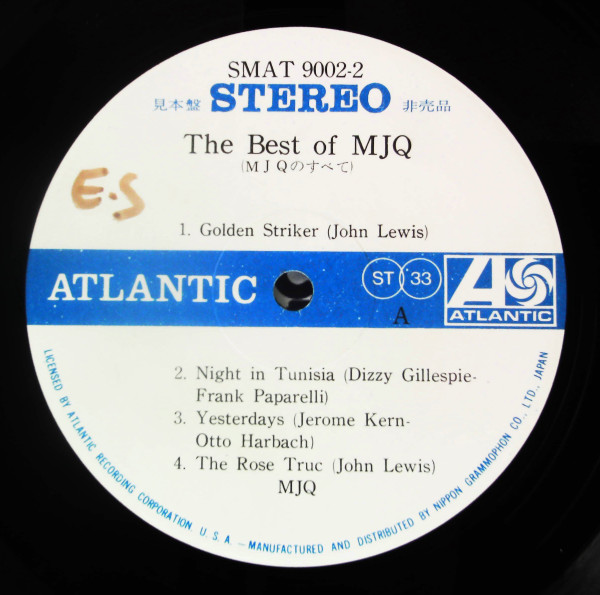 SMAT 9002-2
見本盤 STEREO 非売品
The Best of MJQ
(MJQのすべて)
E.S
1. Golden Striker (John Lewis)
ATLANTIC
ST 33
A
ATLANTIC
2. Night in Tunisia (Dizzy Gillespie-
Frank Paparelli)
3. Yesterdays (Jerome Kern-
Otto Harbach)
4. The Rose Truc (John Lewis)
MJQ
LICENSED BY ATLANTIC RECORDING CORPORATION U.S.A. — MANUFACTURED AND DISTRIBUTED BY NIPPON GRAMMOPHON CO., LTD., JAPAN